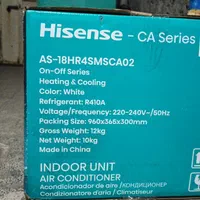 Hisense - CA Series
AS-18HR4SMSCA02
On-Off Series
Heating & Cooling
Color: White
Refrigerant: R410A
Voltage/Frequency: 220-240V~/50Hz
Packing Size: 960x365x300mm
Gross Weight: 12kg
Net Weight: 10kg
Made in China
INDOOR UNIT
AIR CONDITIONER
Acondicionador de aire /КОНДИЦИОНЕР
Condizionatori d'aria / Climatiseur